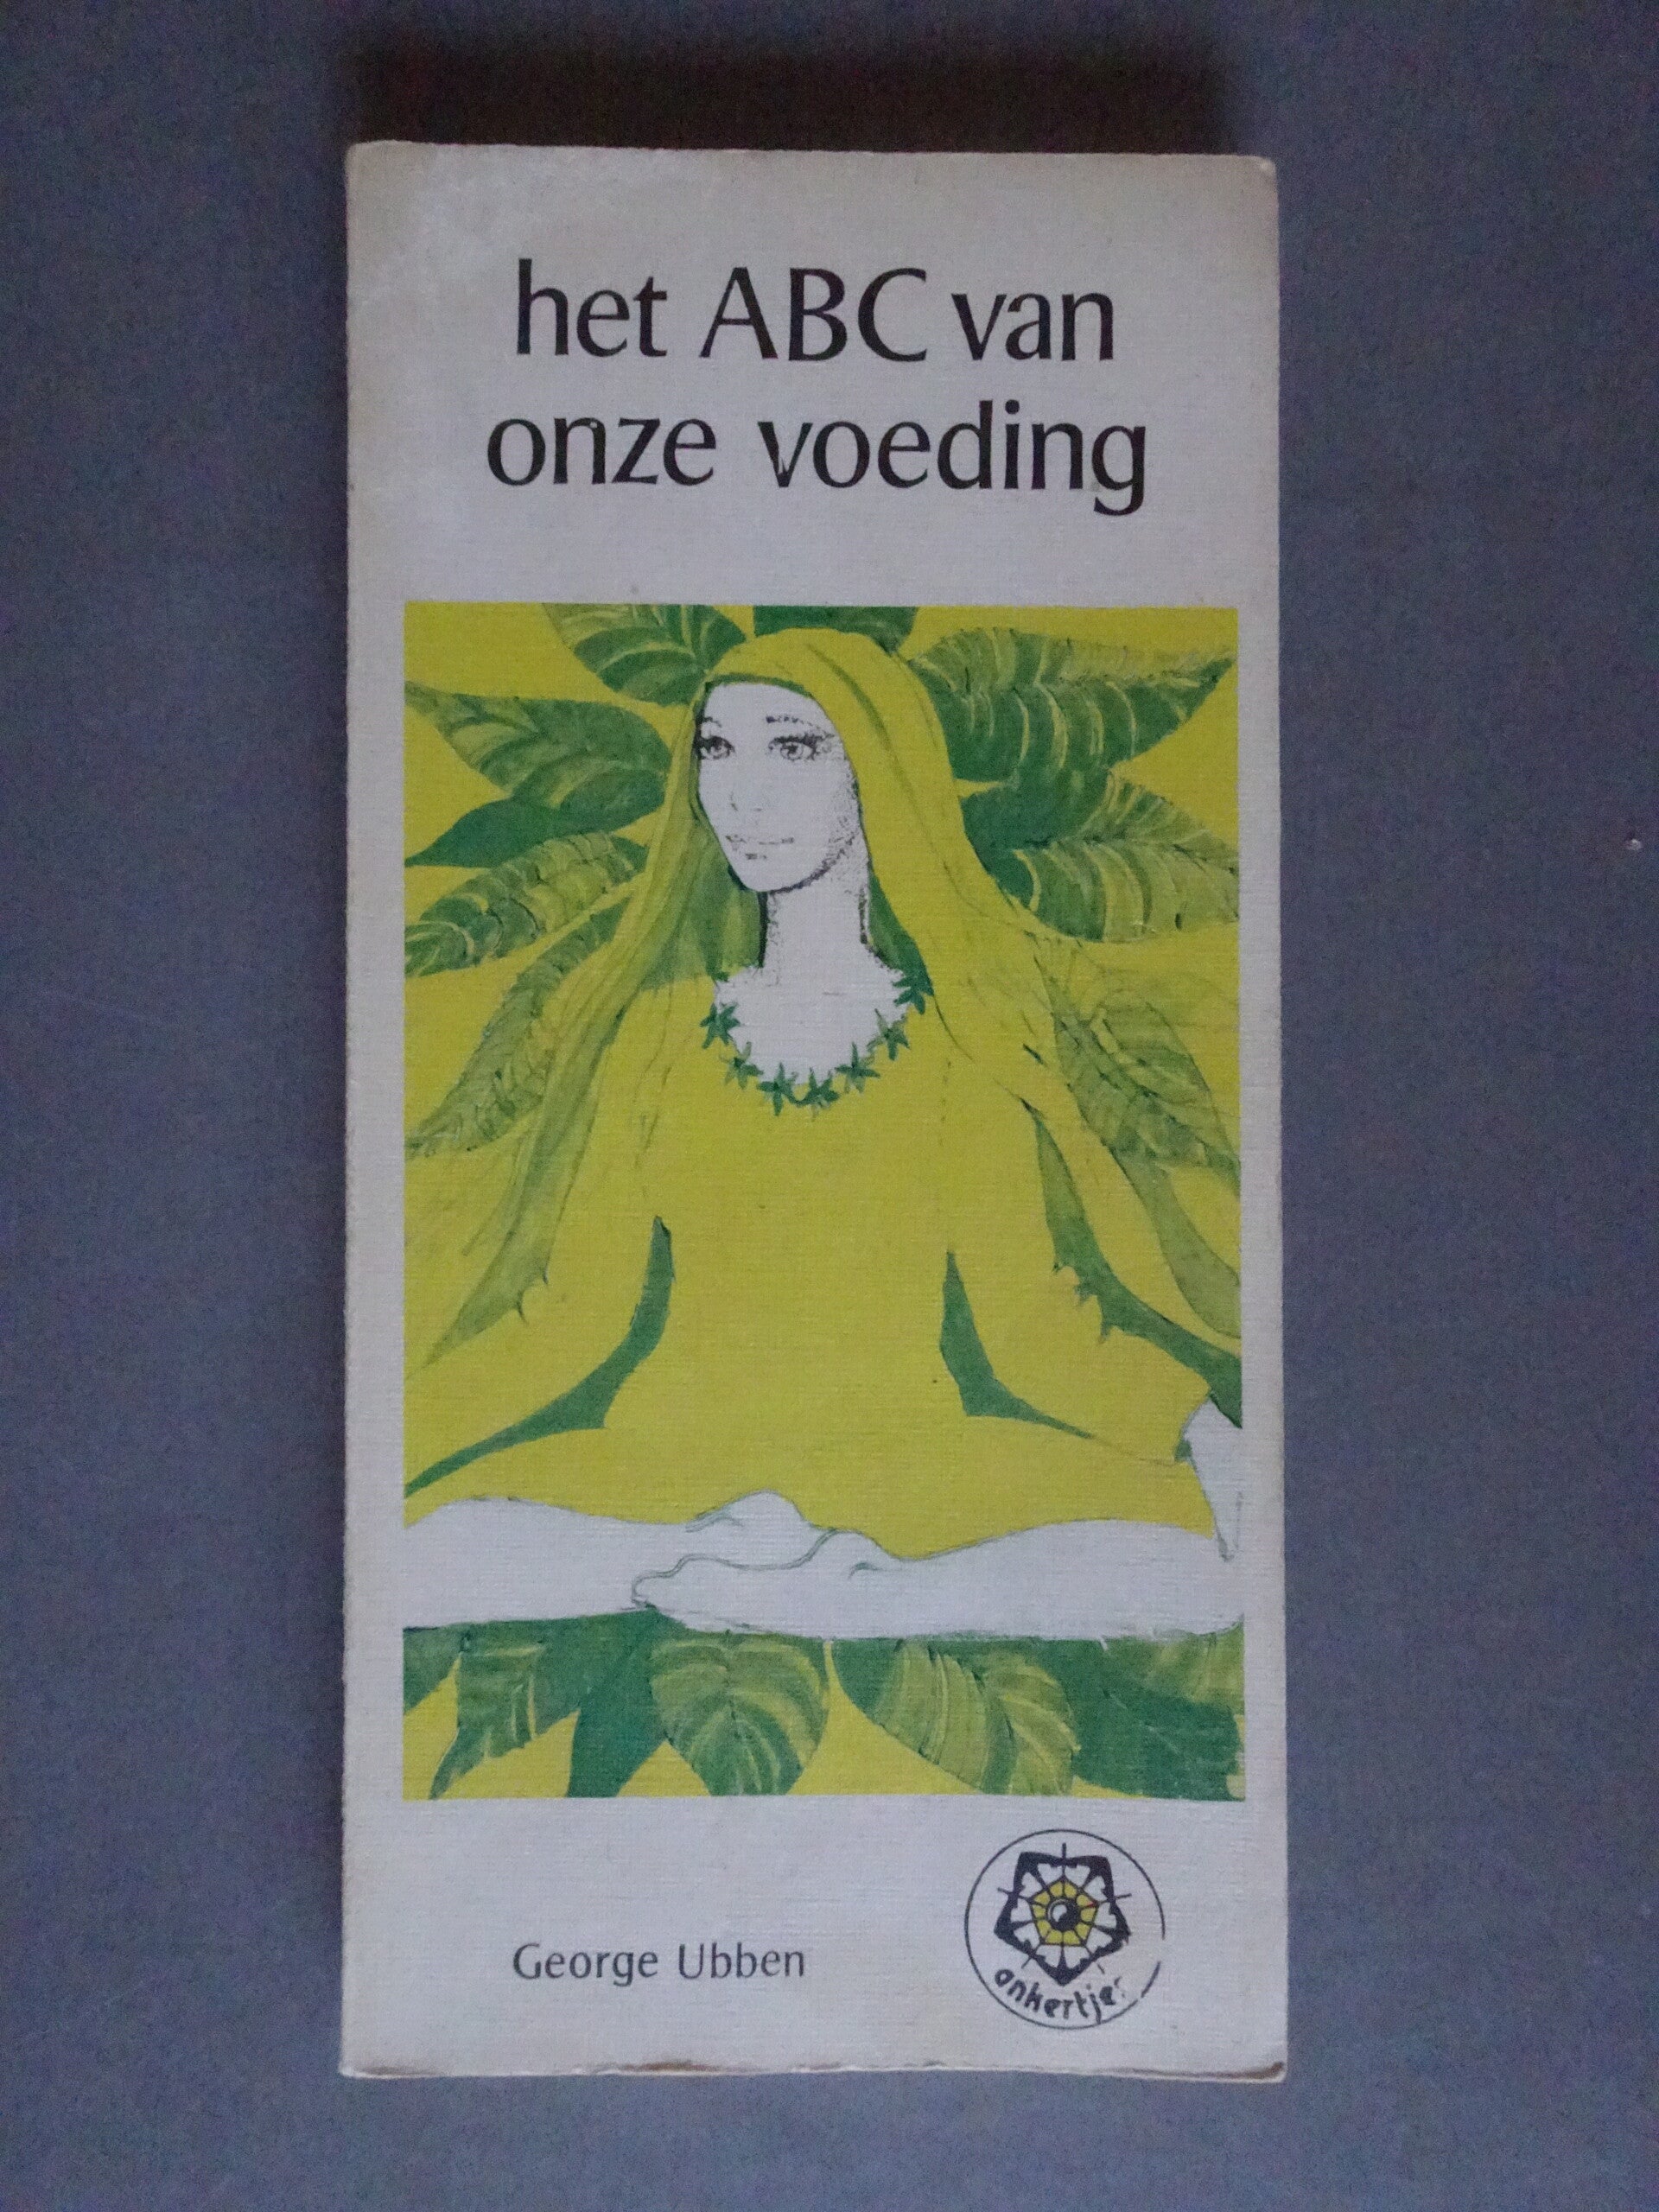 het ABC van
onze voeding
George Ubben
ankertje